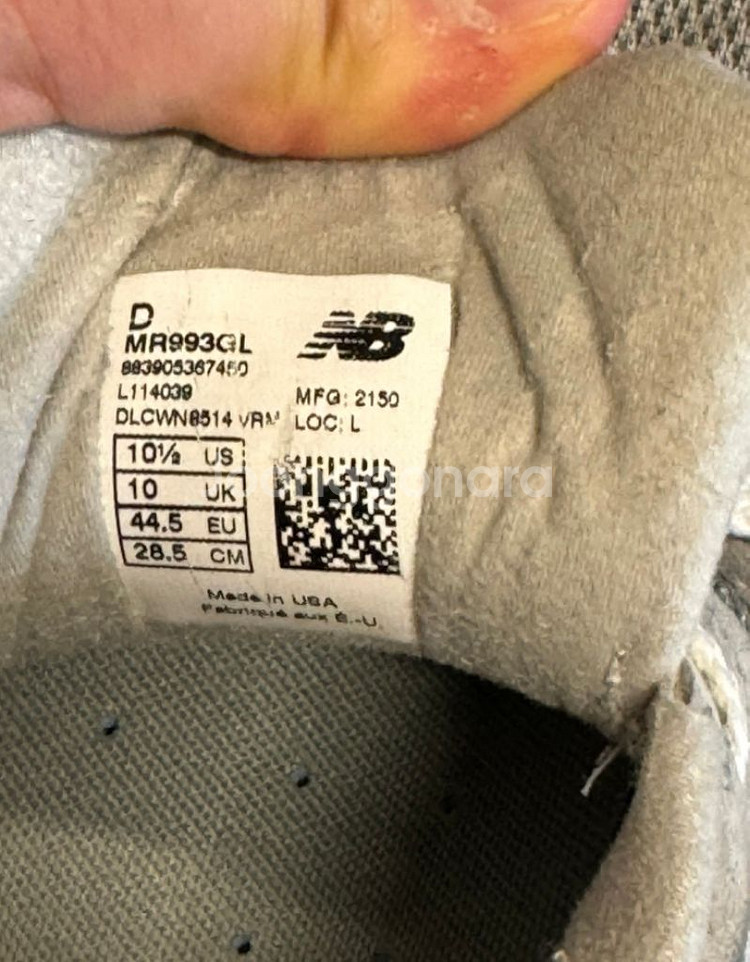 D
MR993GL
883905367450
L114039
DLCWN8514 VRM
NB
MFG: 2150
LOC: L
10½ US
10 UK
44.5 EU
28.5 CM
Made in USA
Fabriqué aux É.-U.